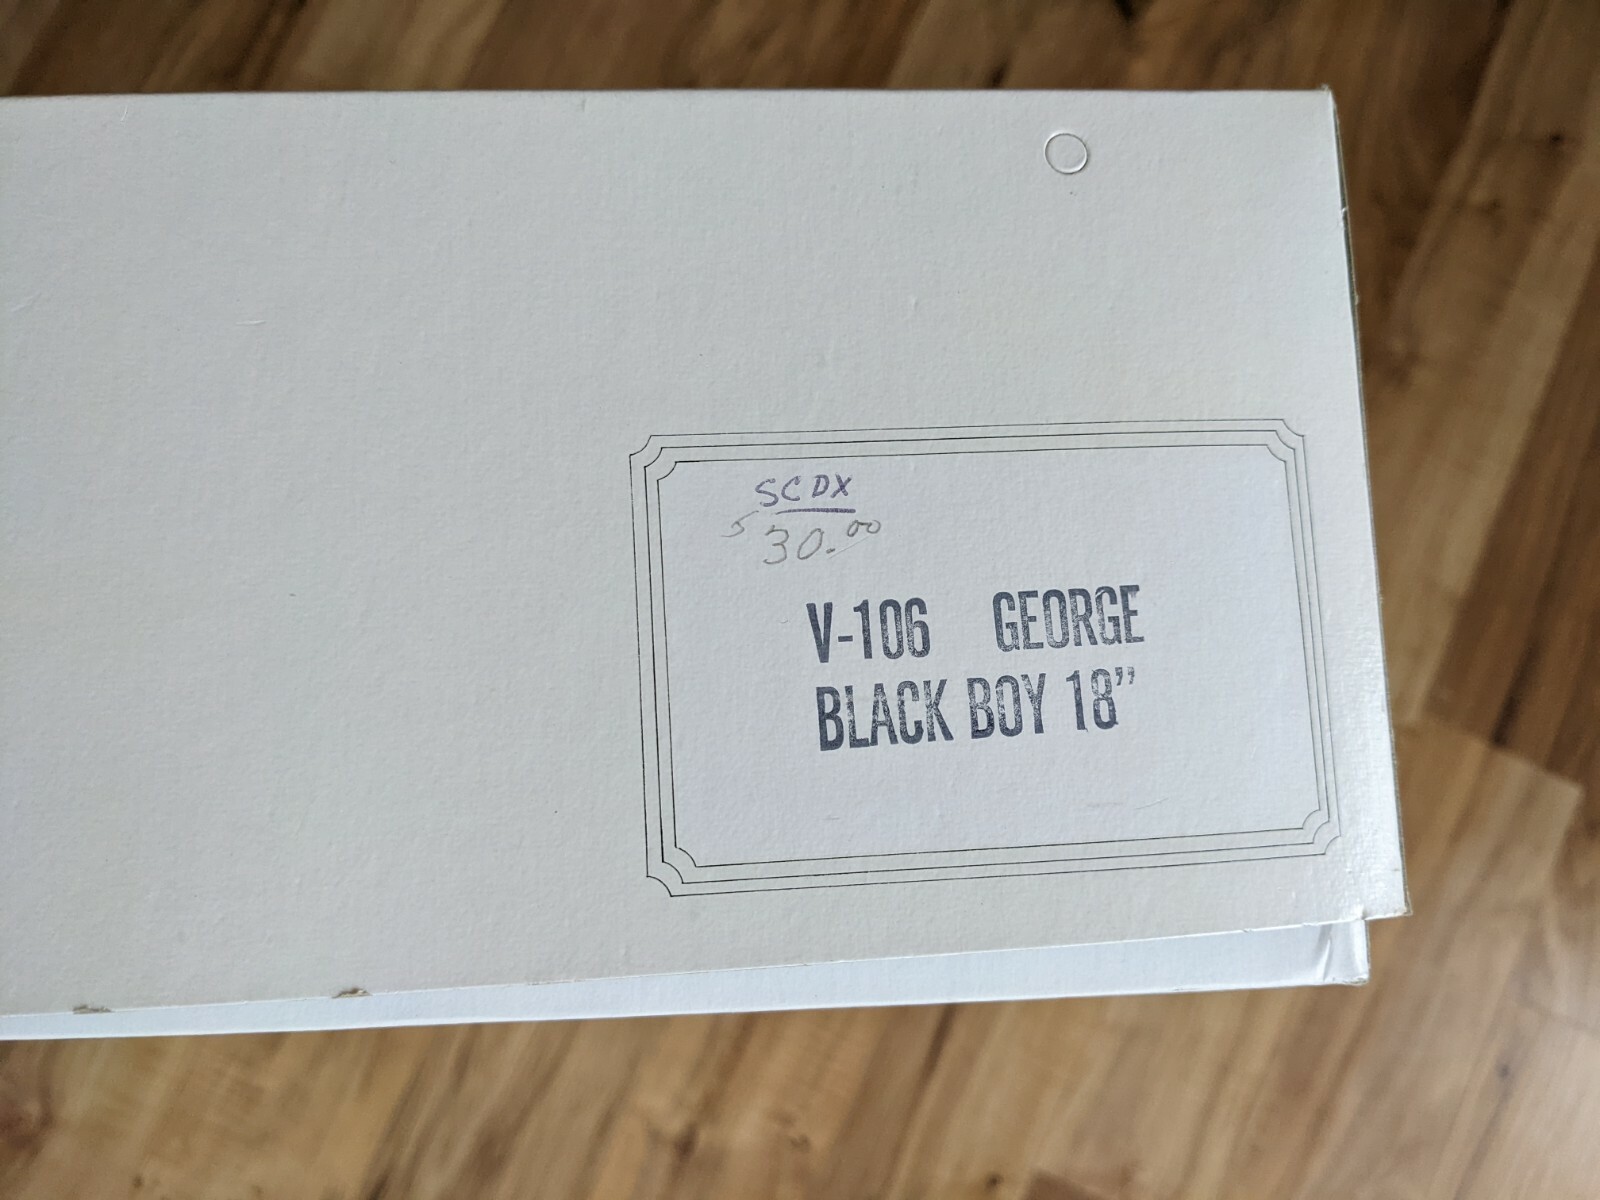 SCDX
$30.00
V-106 GEORGE
BLACK BOY 18”